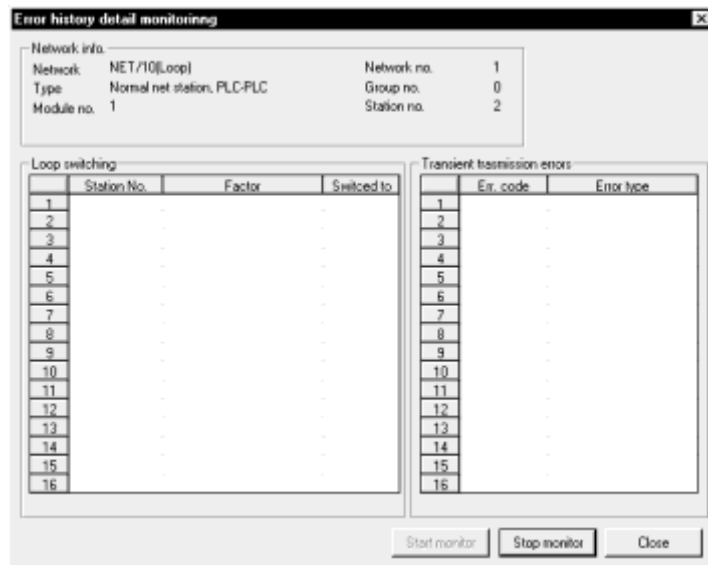 Error history detail monitorinng
Network info.
Network NET/10(Loop) Network no. 1
Type Normal net station, PLC-PLC Group no. 0
Module no. 1 Station no. 2
Loop switching Transient trasmission errors
Station No. Factor Switced to Err. code Error type
1 1
2 2
3 3
4 4
5 5
6 6
7 7
8 8
9 9
10 10
11 11
12 12
13 13
14 14
15 15
16 16
Start monitor Stop monitor Close